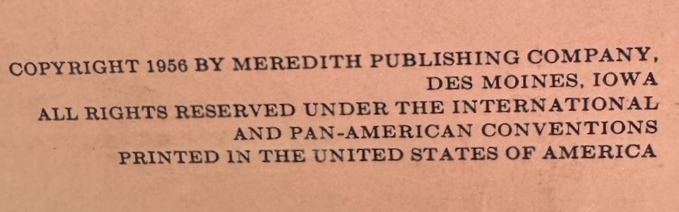 COPYRIGHT 1956 BY MEREDITH PUBLISHING COMPANY,
DES MOINES, IOWA
ALL RIGHTS RESERVED UNDER THE INTERNATIONAL
AND PAN-AMERICAN CONVENTIONS
PRINTED IN THE UNITED STATES OF AMERICA